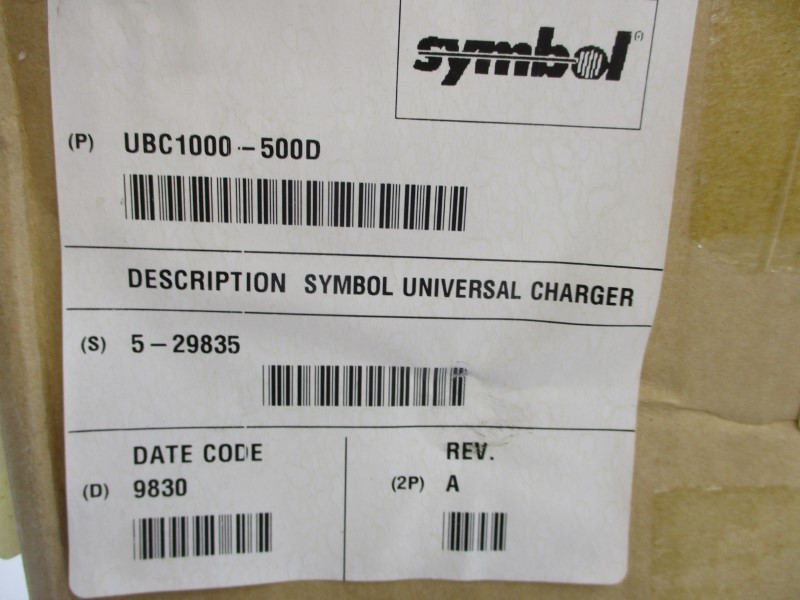 symbol®
(P) UBC1000-500D
DESCRIPTION SYMBOL UNIVERSAL CHARGER
(S) 5-29835
DATE CODE
(D) 9830
REV.
(2P) A